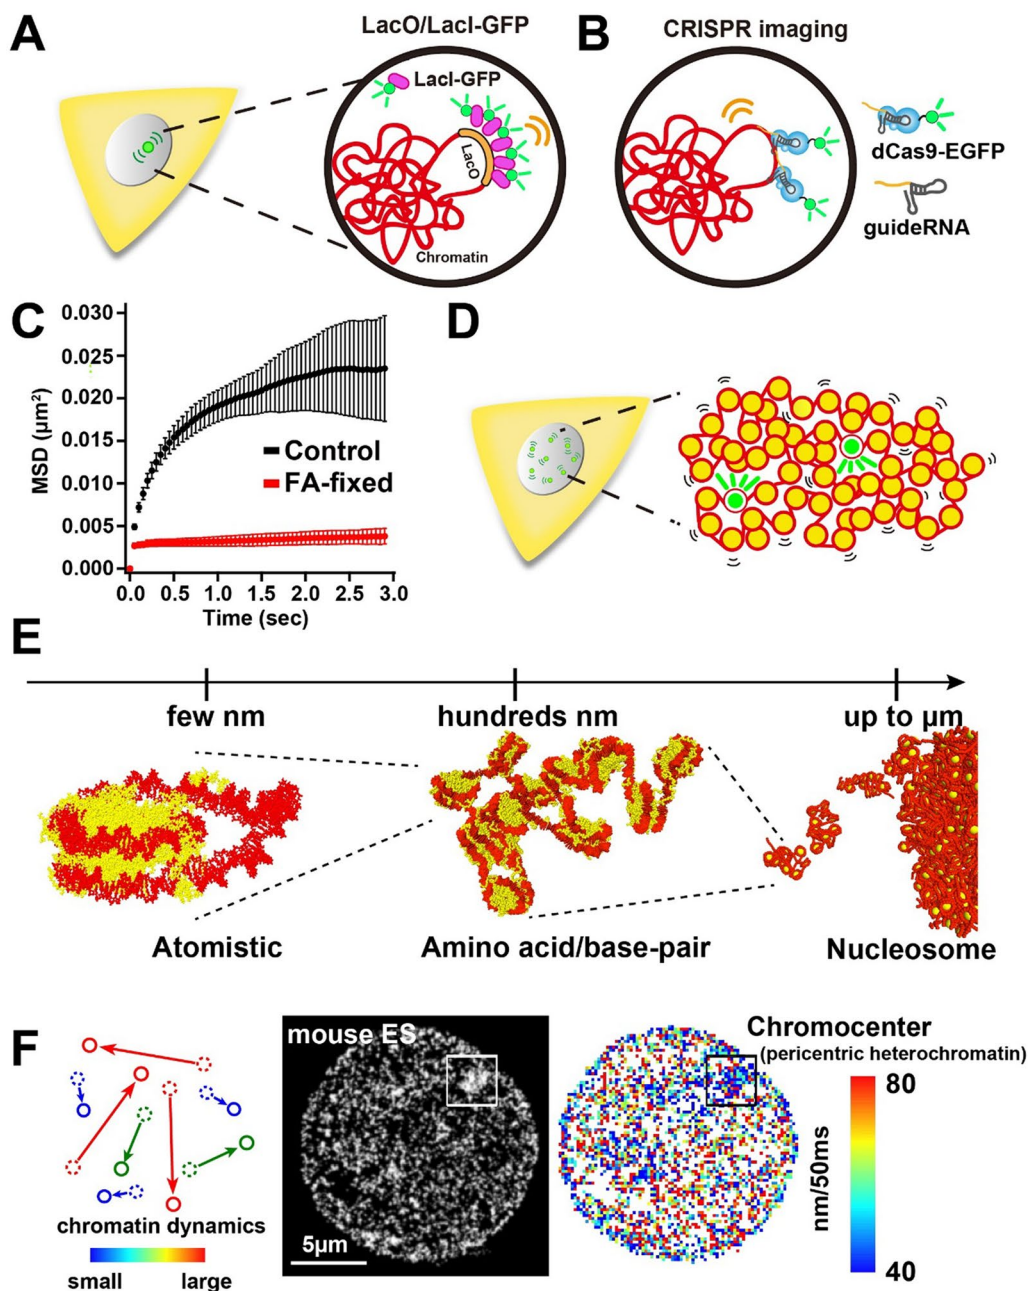 A
LacO/LacI-GFP
LacI-GFP
LacO
Chromatin
B
CRISPR imaging
dCas9-EGFP
guideRNA
C
MSD (μm²)
0.030
0.025
0.020
0.015
0.010
0.005
0.000
Control
FA-fixed
0.0 0.5 1.0 1.5 2.0 2.5 3.0
Time (sec)
D
E
few nm hundreds nm up to μm
Atomistic Amino acid/base-pair Nucleosome
F
chromatin dynamics
small large
mouse ES
5μm
Chromocenter
(pericentric heterochromatin)
80
nm/50ms
40